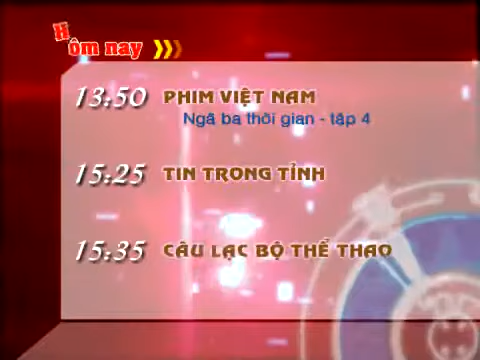 Hôm nay
13:50 PHIM VIỆT NAM
Ngã ba thời gian - tập 4
15:25 TIN TRONG TỈNH
15:35 CÂU LẠC BỘ THỂ THAO